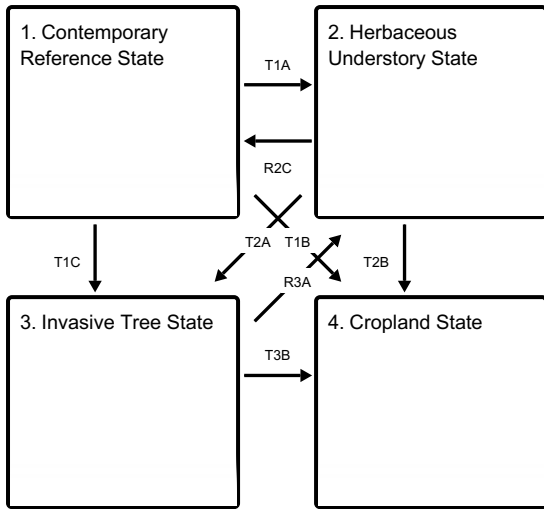 1. Contemporary
Reference State
T1A
2. Herbaceous
Understory State
R2C
T1C
T2A
T1B
T2B
R3A
3. Invasive Tree State
T3B
4. Cropland State